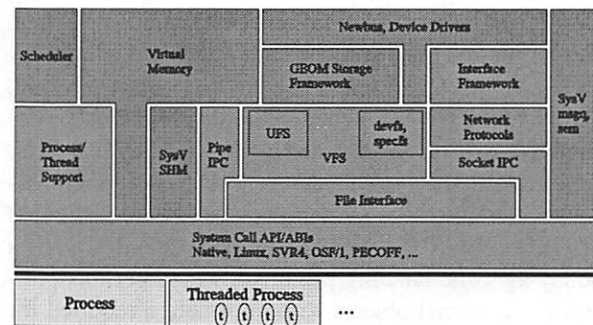 Newbus, Device Drivers
Scheduler
Virtual
Memory
GEOM Storage
Framework
Interface
Framework
SysV
msgq,
sem
Process/
Thread
Support
SysV
SHM
Pipe
IPC
UFS
devfs,
specfs
VFS
Network
Protocols
Socket IPC
File Interface
System Call API/ABIs
Native, Linux, SVR4, OSF/1, PECOFF, ...
Process
Threaded Process
...
t t t t